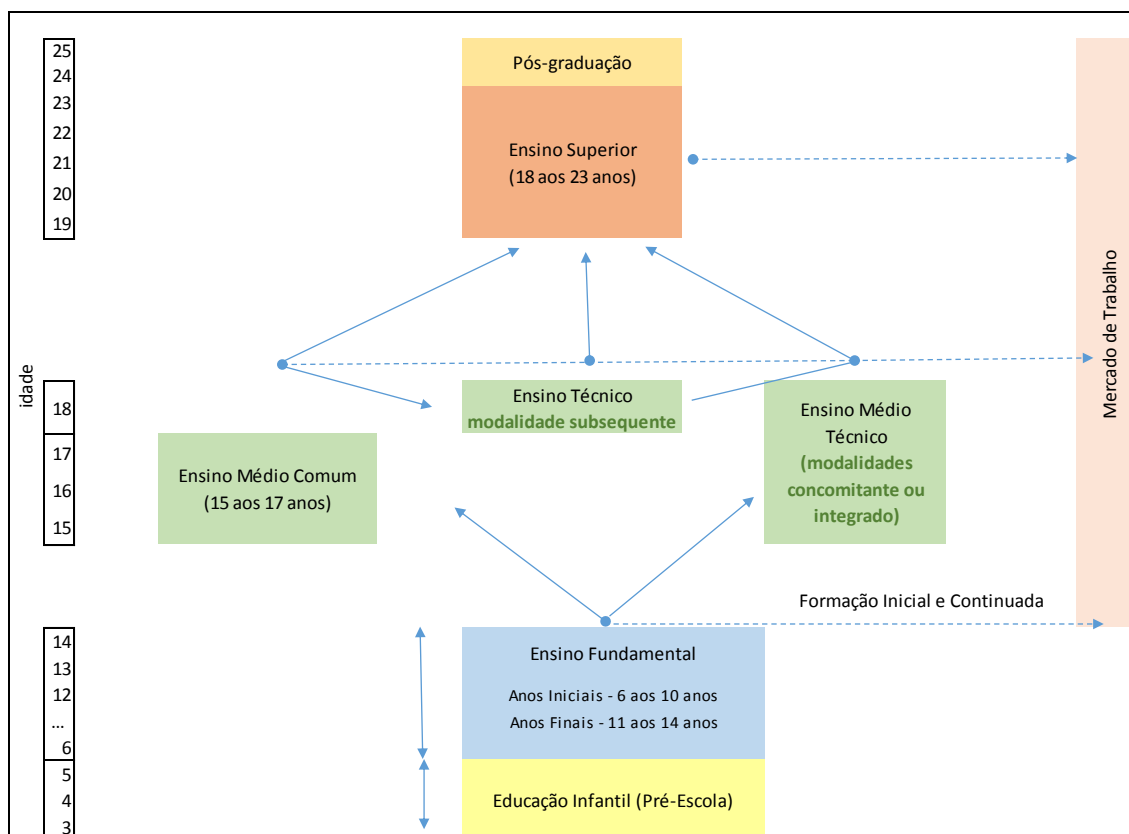 25
24
23
22
21
20
19
Pós-graduação
Ensino Superior
(18 aos 23 anos)
Mercado de Trabalho
idade
18
17
16
15
Ensino Técnico
modalidade subsequente
Ensino Médio
Técnico
(modalidades
concomitante ou
integrado)
Ensino Médio Comum
(15 aos 17 anos)
Formação Inicial e Continuada
14
13
12
...
6
Ensino Fundamental
Anos Iniciais - 6 aos 10 anos
Anos Finais - 11 aos 14 anos
5
4
3
Educação Infantil (Pré-Escola)